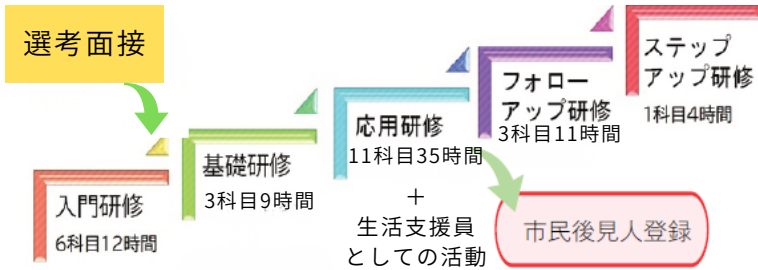 選考面接
入門研修
6科目12時間
基礎研修
3科目9時間
応用研修
11科目35時間
+
生活支援員
としての活動
フォロー
アップ研修
3科目11時間
ステップ
アップ研修
1科目4時間
市民後見人登録